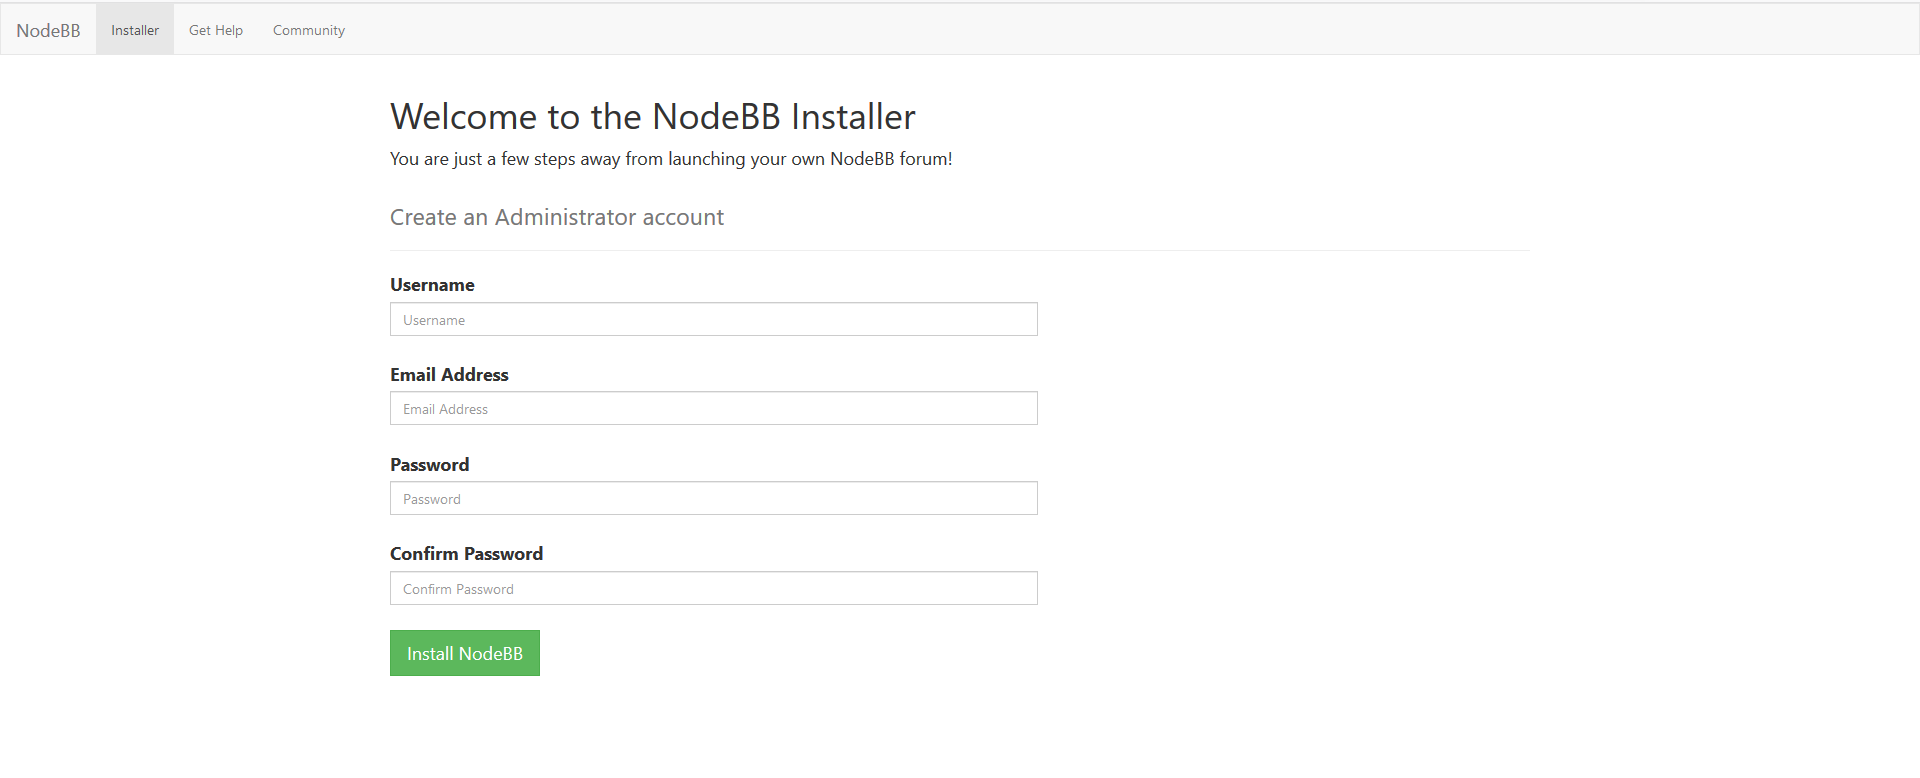 NodeBB Installer Get Help Community
Welcome to the NodeBB Installer
You are just a few steps away from launching your own NodeBB forum!
Create an Administrator account
Username
Username
Email Address
Email Address
Password
Password
Confirm Password
Confirm Password
Install NodeBB